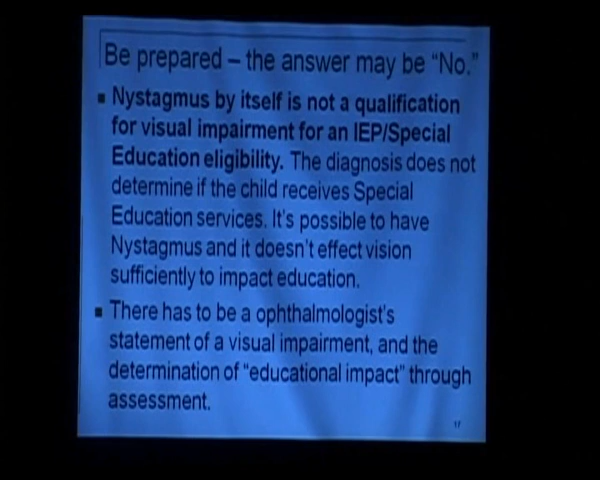 Be prepared – the answer may be “No.”
▪ Nystagmus by itself is not a qualification
for visual impairment for an IEP/Special
Education eligibility. The diagnosis does not
determine if the child receives Special
Education services. It’s possible to have
Nystagmus and it doesn’t effect vision
sufficiently to impact education.
▪ There has to be a ophthalmologist’s
statement of a visual impairment, and the
determination of “educational impact” through
assessment.
17